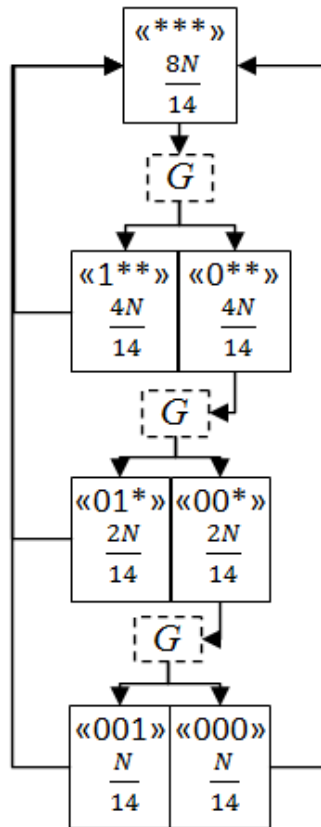 «***»
8N
14
G
«1**» «0**»
4N 4N
14 14
G
«01*» «00*»
2N 2N
14 14
G
«001» «000»
N N
14 14